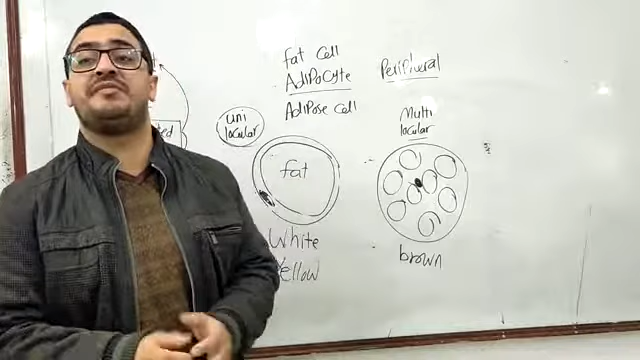 Fat Cell
AdiPocyte
AdiPose cell
PeriPheral
uni
locular
Multi
locular
fat
White
Yellow
brown